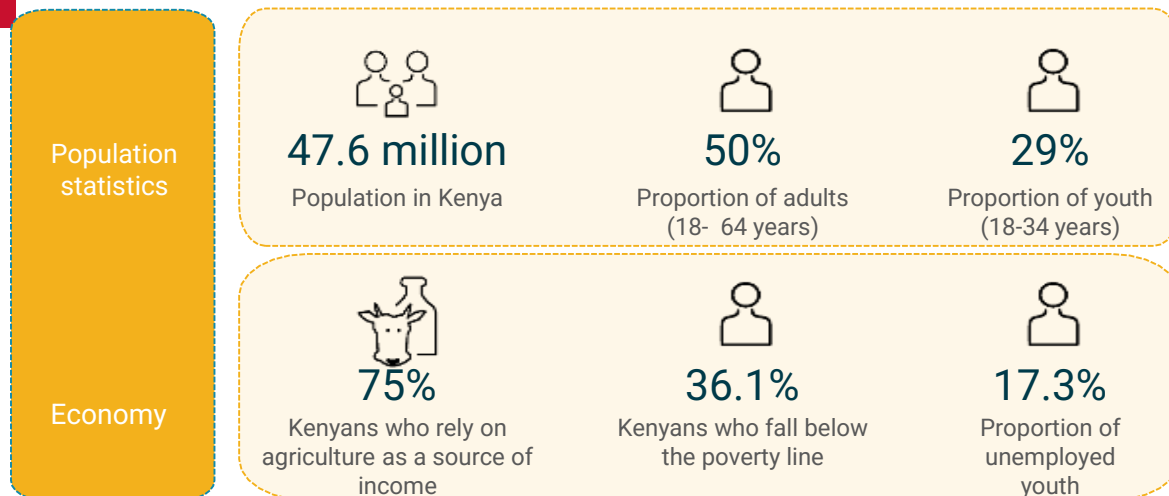 Population
statistics
47.6 million
Population in Kenya
50%
Proportion of adults
(18- 64 years)
29%
Proportion of youth
(18-34 years)
Economy
75%
Kenyans who rely on
agriculture as a source of
income
36.1%
Kenyans who fall below
the poverty line
17.3%
Proportion of
unemployed
youth